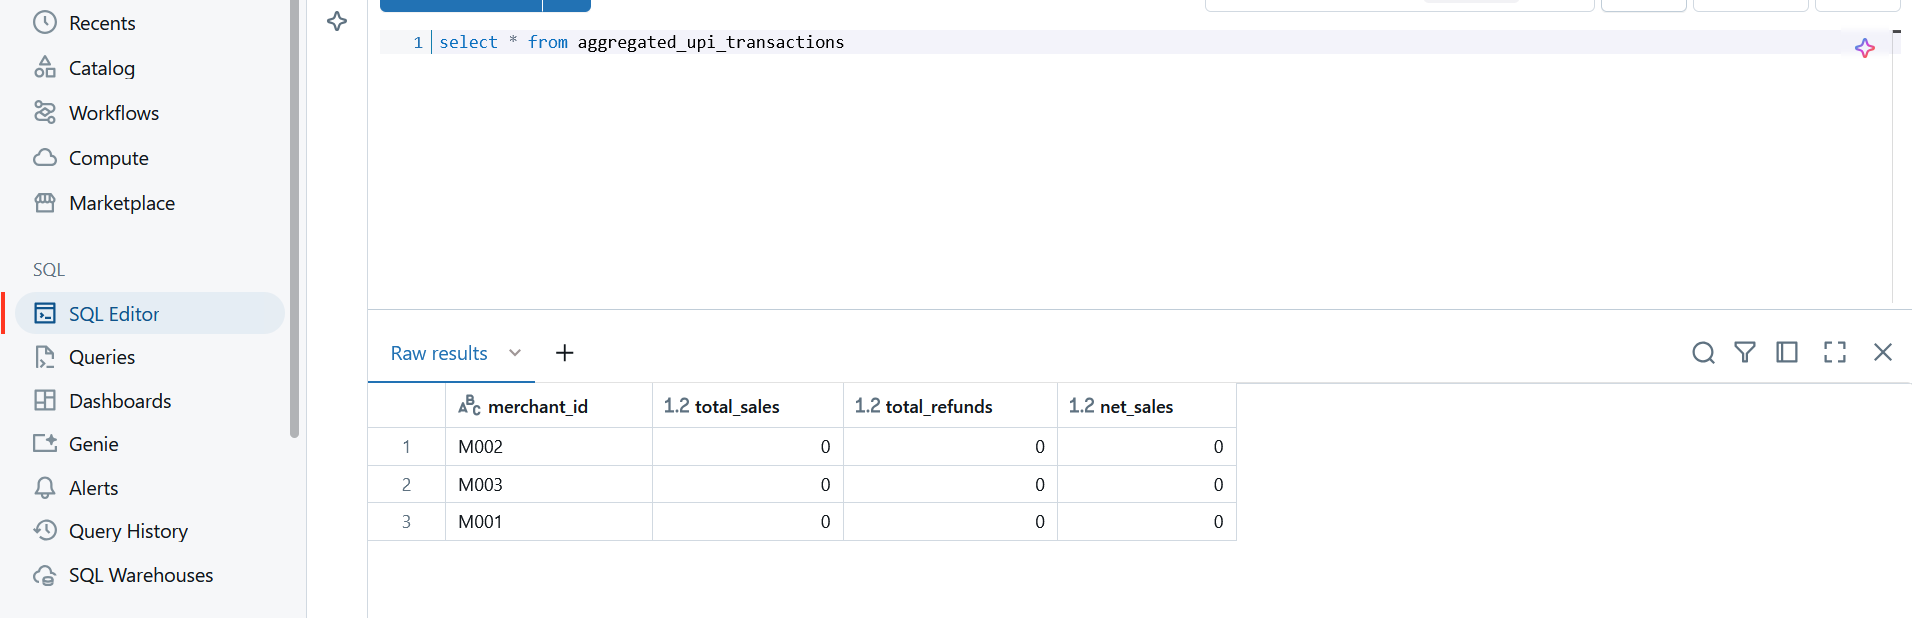 Recents
Catalog
Workflows
Compute
Marketplace
SQL
SQL Editor
Queries
Dashboards
Genie
Alerts
Query History
SQL Warehouses
1 select * from aggregated_upi_transactions
Raw results
merchant_id 1.2 total_sales 1.2 total_refunds 1.2 net_sales
1 M002 0 0 0
2 M003 0 0 0
3 M001 0 0 0